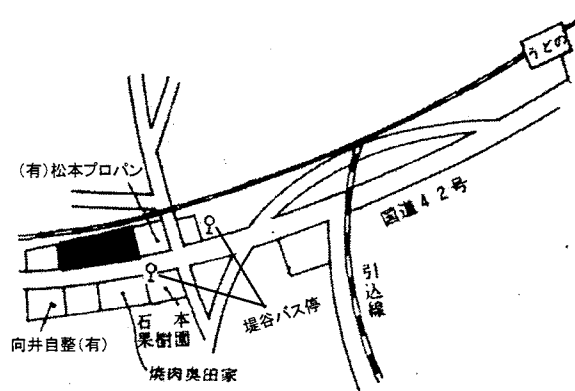 うどの
(有)松本プロパン
国道42号
引込線
堤谷バス停
石本
果樹園
向井自整(有)
焼肉奥田家